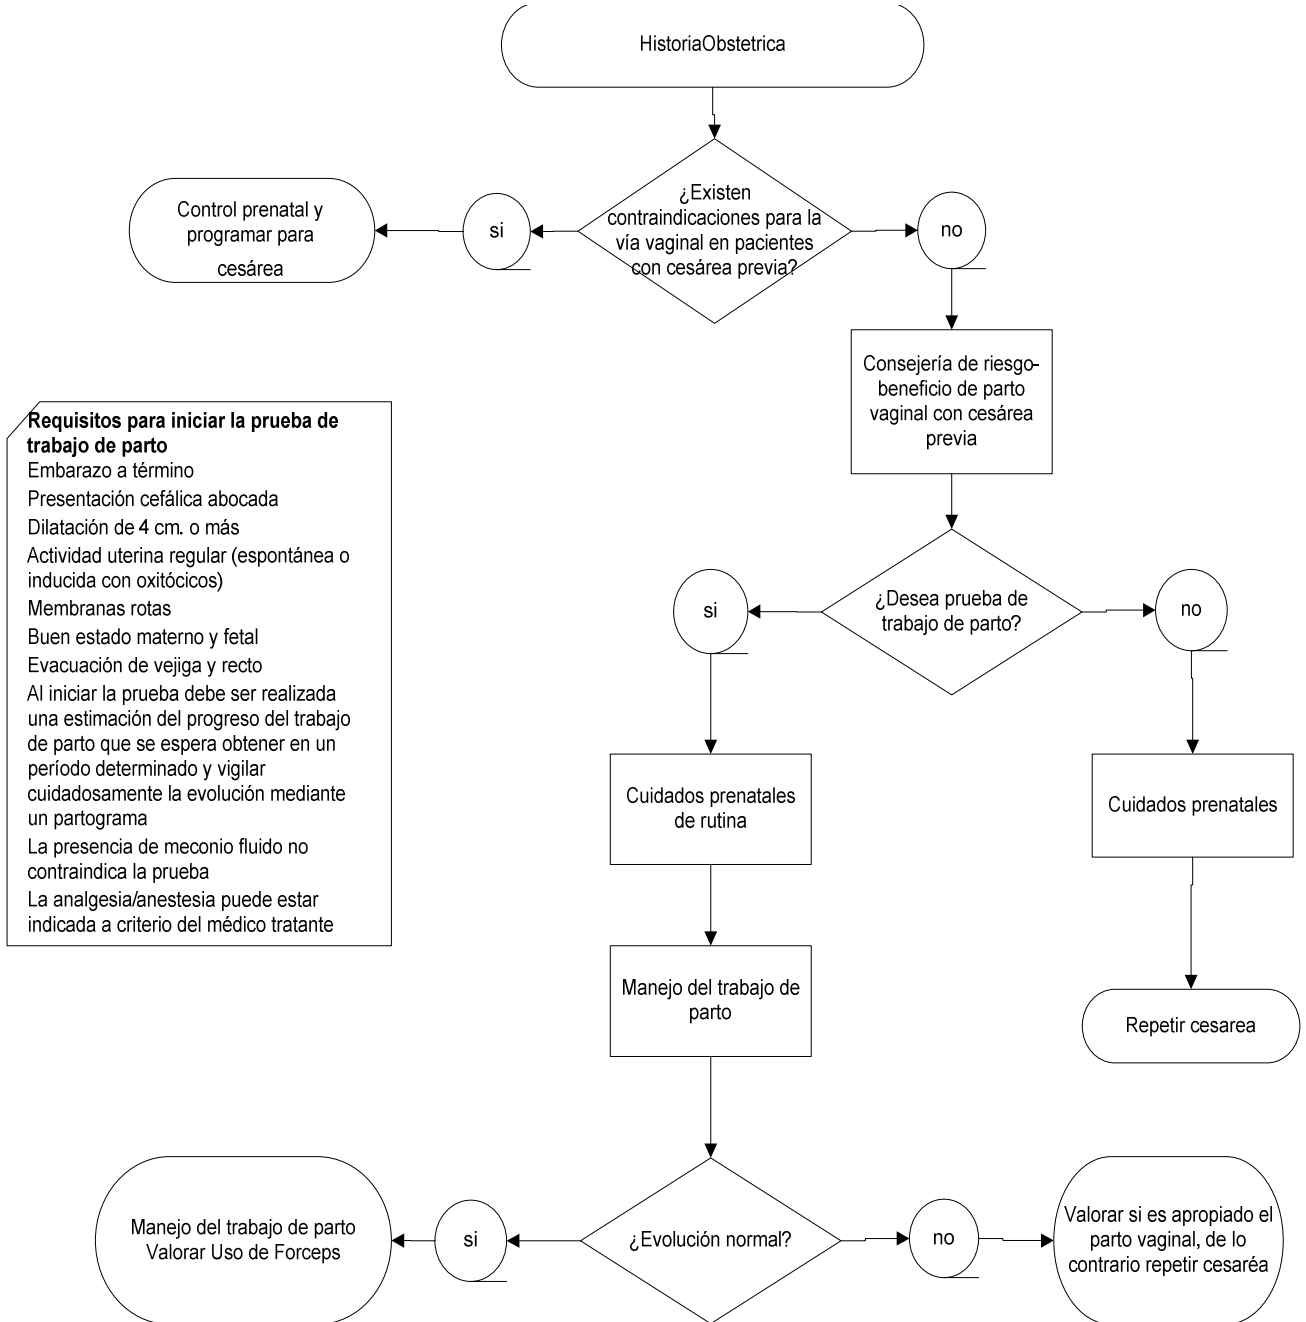 HistoriaObstetrica
¿Existen
contraindicaciones para la
vía vaginal en pacientes
con cesárea previa?
si
no
Control prenatal y
programar para
cesárea
Consejería de riesgo-
beneficio de parto
vaginal con cesárea
previa
Requisitos para iniciar la prueba de
trabajo de parto
Embarazo a término
Presentación cefálica abocada
Dilatación de 4 cm. o más
Actividad uterina regular (espontánea o
inducida con oxitócicos)
Membranas rotas
Buen estado materno y fetal
Evacuación de vejiga y recto
Al iniciar la prueba debe ser realizada
una estimación del progreso del trabajo
de parto que se espera obtener en un
período determinado y vigilar
cuidadosamente la evolución mediante
un partograma
La presencia de meconio fluido no
contraindica la prueba
La analgesia/anestesia puede estar
indicada a criterio del médico tratante
¿Desea prueba de
trabajo de parto?
si
no
Cuidados prenatales
de rutina
Cuidados prenatales
Manejo del trabajo de
parto
Repetir cesarea
¿Evolución normal?
si
no
Manejo del trabajo de parto
Valorar Uso de Forceps
Valorar si es apropiado el
parto vaginal, de lo
contrario repetir cesaréa